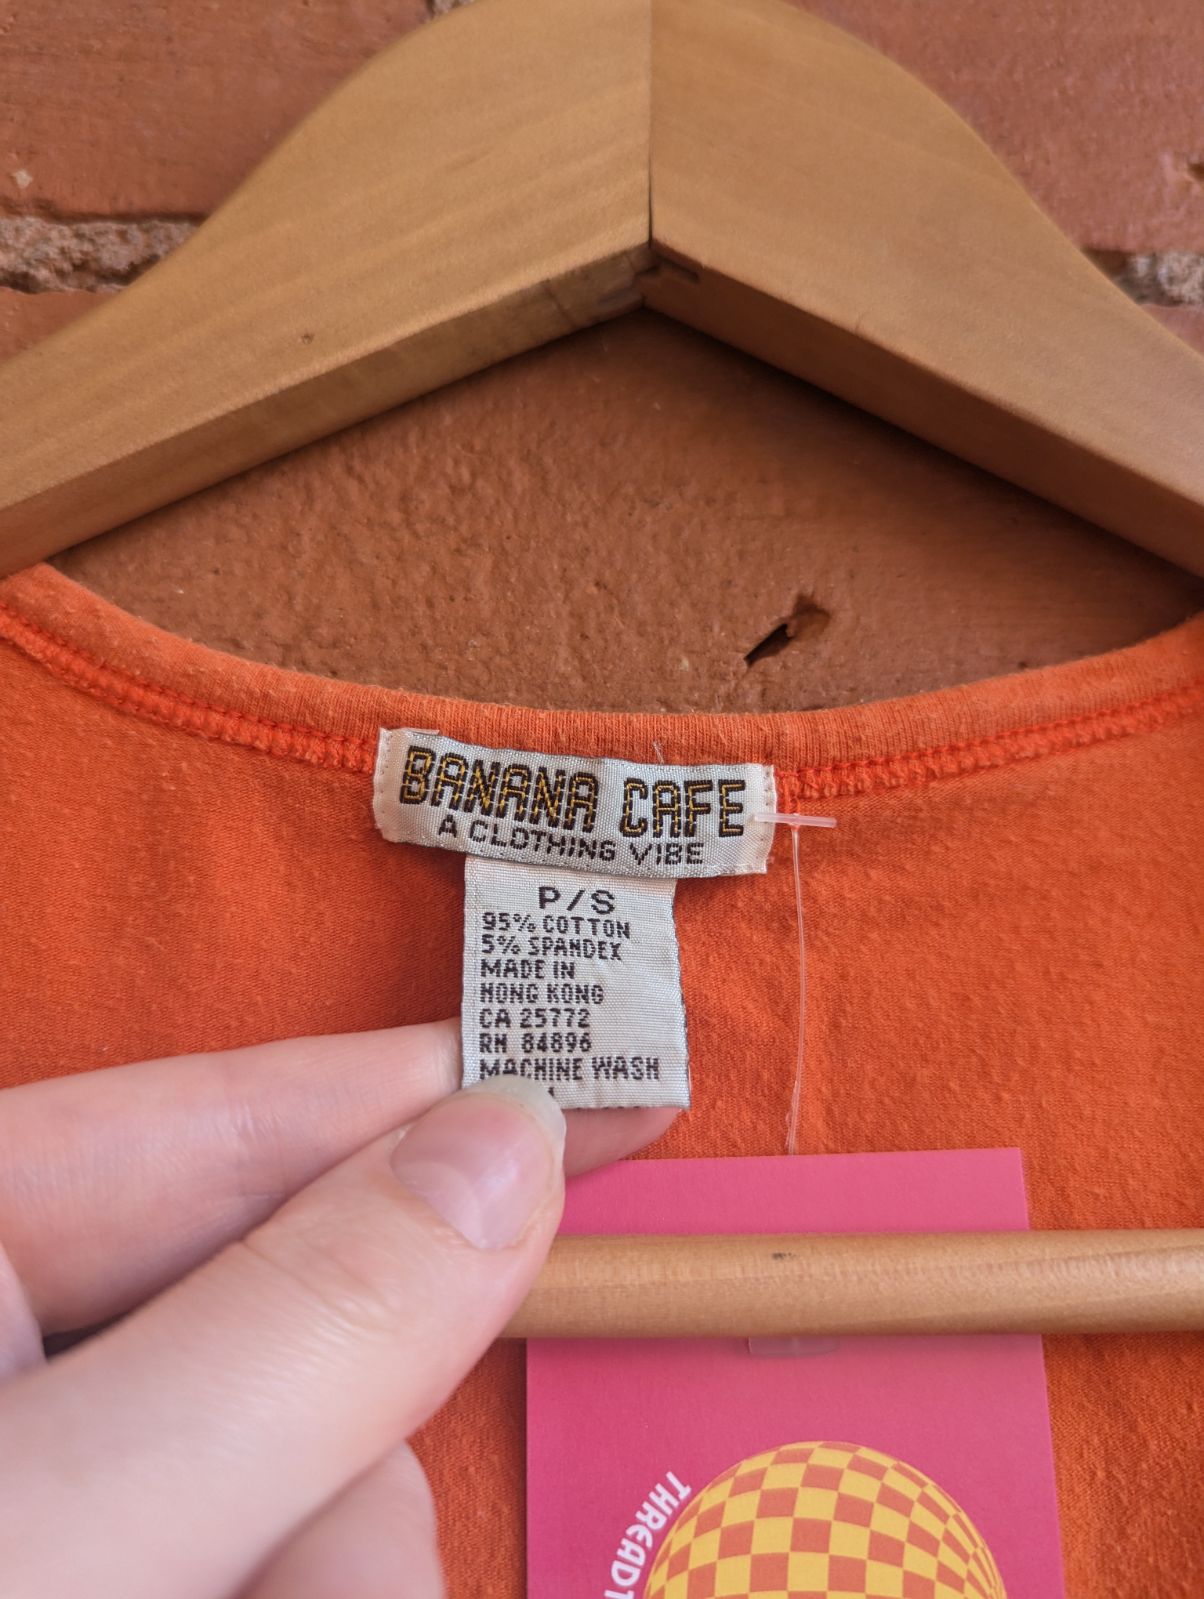 BANANA CAFE
A CLOTHING VIBE
P/S
95% COTTON
5% SPANDEX
MADE IN
HONG KONG
CA 25772
RN 84896
MACHINE WASH